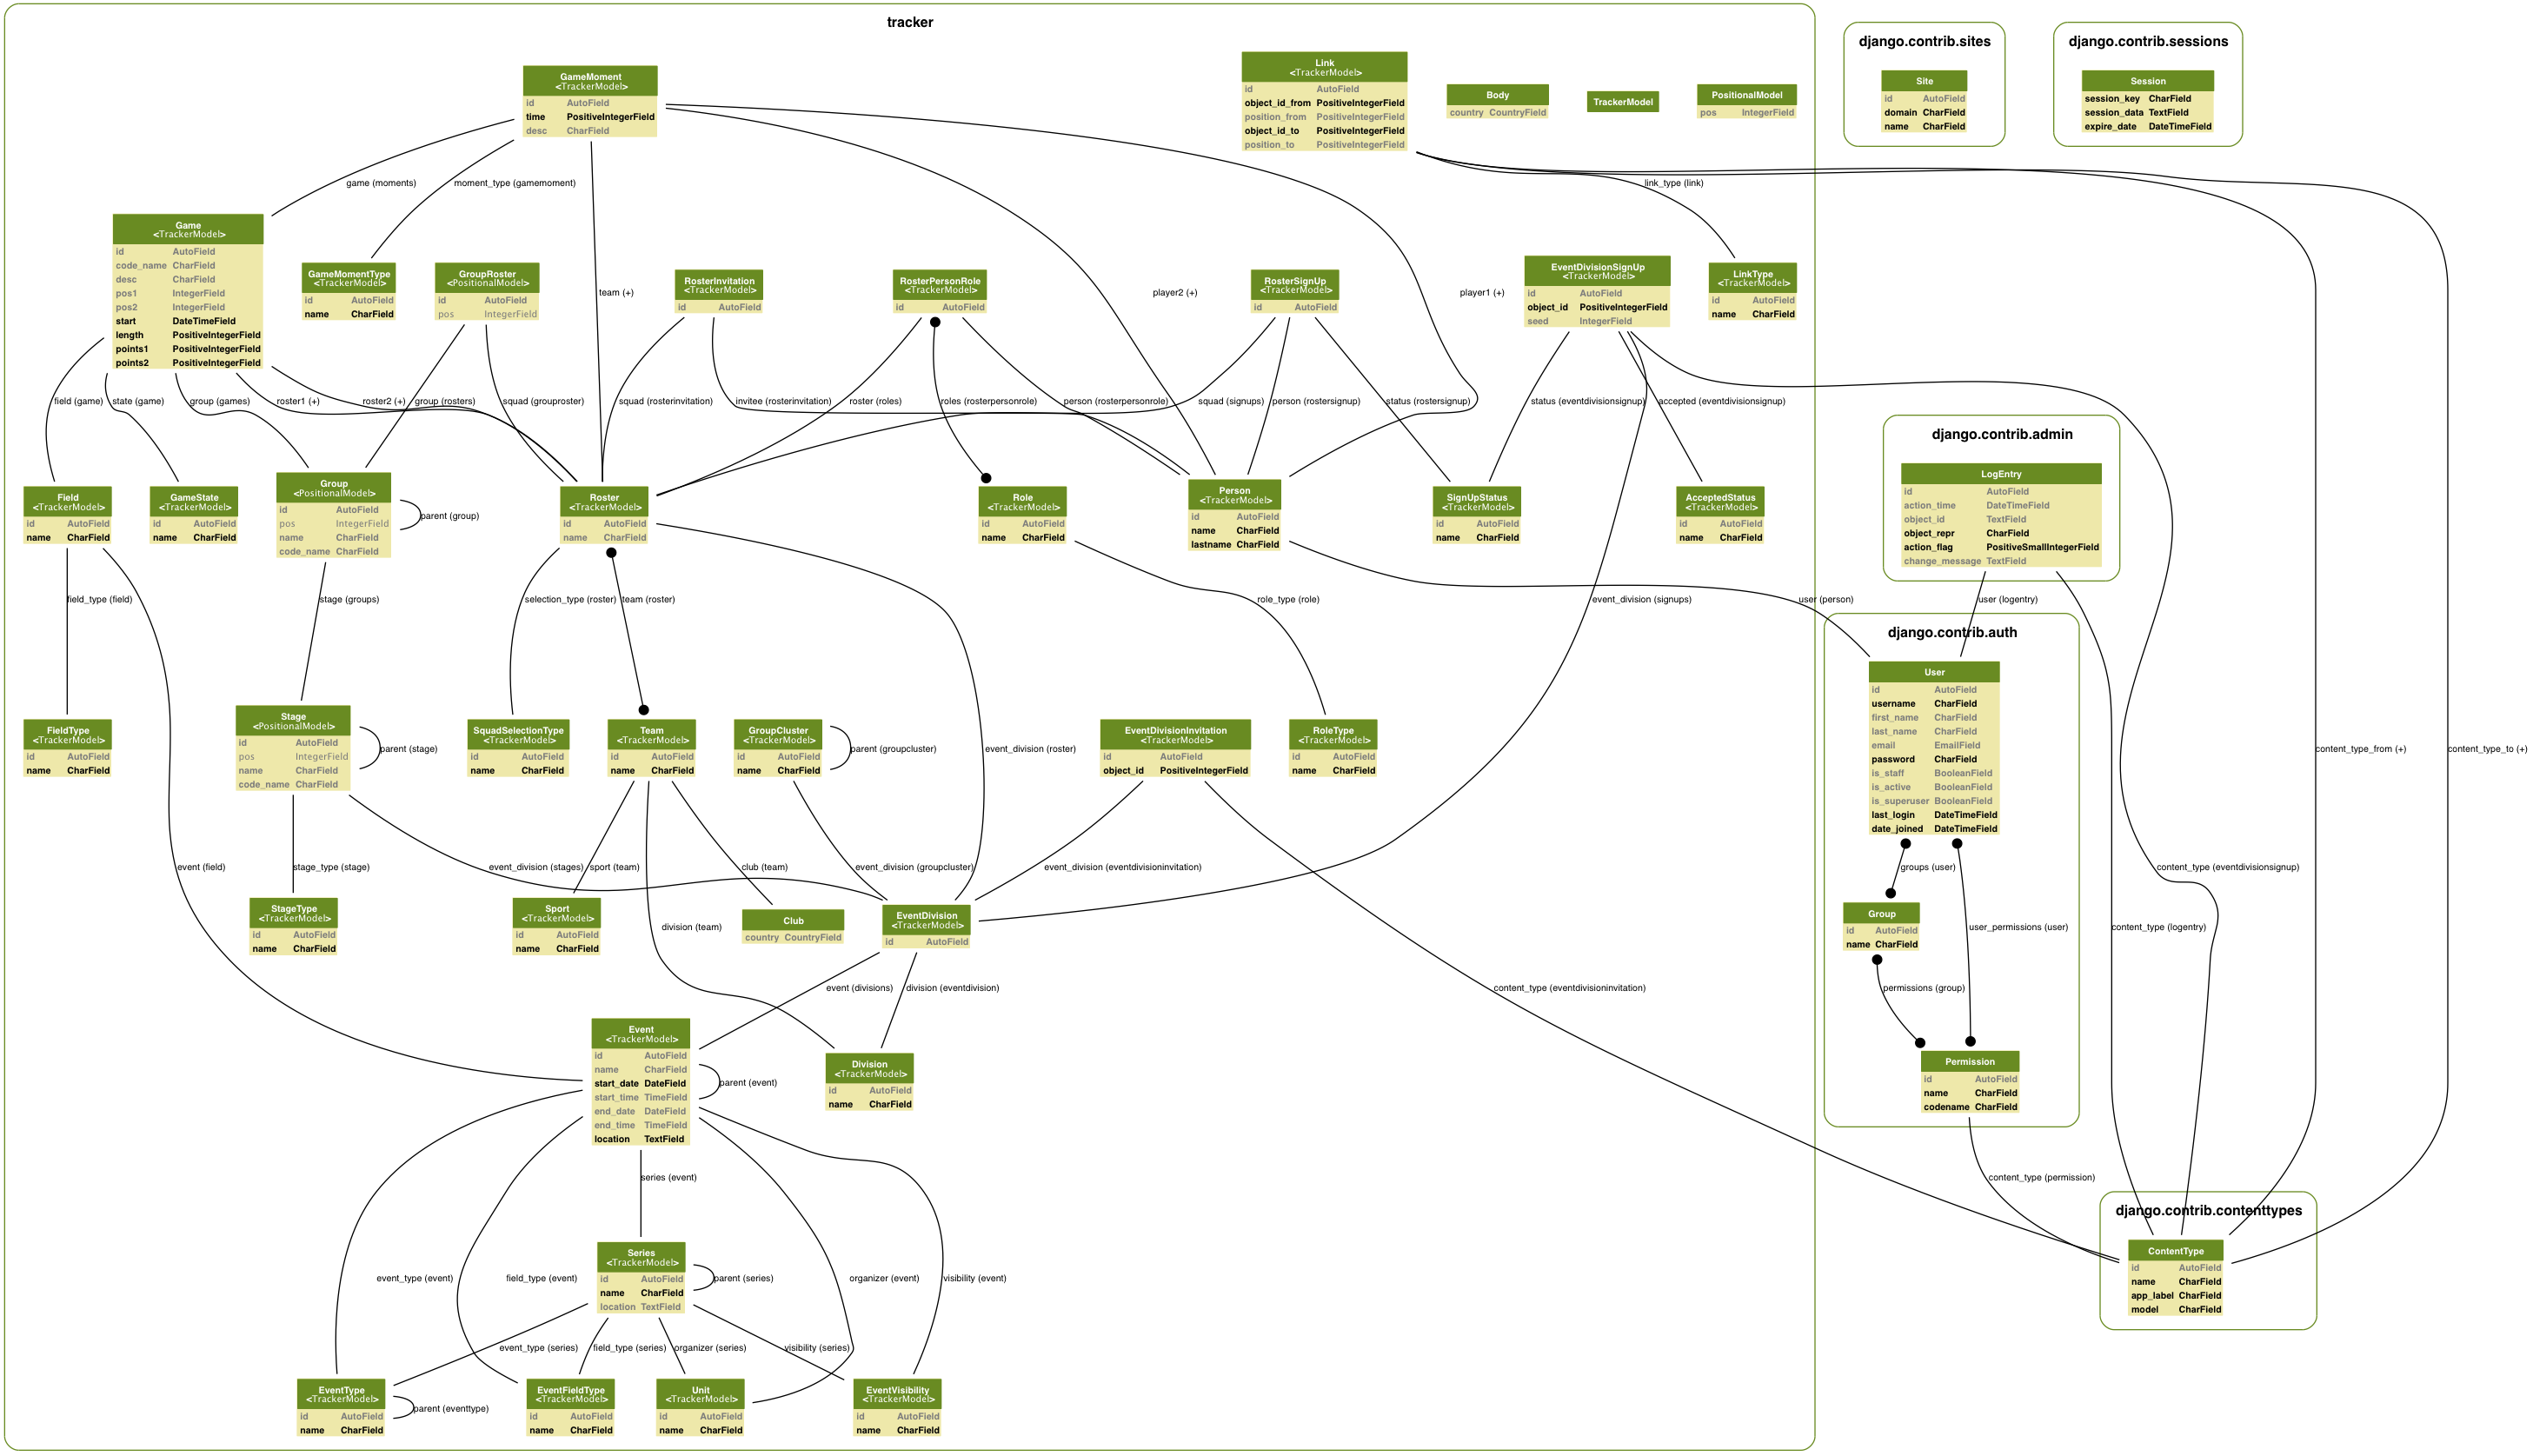 tracker
GameMoment
<TrackerModel>
id AutoField
time PositiveIntegerField
desc CharField
Link
<TrackerModel>
id AutoField
object_id_from PositiveIntegerField
position_from PositiveIntegerField
object_id_to PositiveIntegerField
position_to PositiveIntegerField
Body
country CountryField
TrackerModel
PositionalModel
pos IntegerField
django.contrib.sites
Site
id AutoField
domain CharField
name CharField
django.contrib.sessions
Session
session_key CharField
session_data TextField
expire_date DateTimeField
game (moments)
moment_type (gamemoment)
link_type (link)
Game
<TrackerModel>
id AutoField
code_name CharField
desc CharField
pos1 IntegerField
pos2 IntegerField
start DateTimeField
length PositiveIntegerField
points1 PositiveIntegerField
points2 PositiveIntegerField
GameMomentType
<TrackerModel>
id AutoField
name CharField
GroupRoster
<PositionalModel>
id AutoField
pos IntegerField
team (+)
RosterInvitation
<TrackerModel>
id AutoField
RosterPersonRole
<TrackerModel>
id AutoField
player2 (+)
RosterSignUp
<TrackerModel>
id AutoField
player1 (+)
EventDivisionSignUp
<TrackerModel>
id AutoField
object_id PositiveIntegerField
seed IntegerField
LinkType
<TrackerModel>
id AutoField
name CharField
field (game)
state (game)
group (games)
roster1 (+)
roster2 (+)
group (rosters)
squad (grouproster)
squad (rosterinvitation)
invitee (rosterinvitation)
roster (roles)
roles (rosterpersonrole)
person (rosterpersonrole)
squad (signups)
person (rostersignup)
status (rostersignup)
status (eventdivisionsignup)
accepted (eventdivisionsignup)
Field
<TrackerModel>
id AutoField
name CharField
GameState
<TrackerModel>
id AutoField
name CharField
Group
<PositionalModel>
id AutoField
pos IntegerField
name CharField
code_name CharField
parent (group)
Roster
<TrackerModel>
id AutoField
name CharField
Role
<TrackerModel>
id AutoField
name CharField
Person
<TrackerModel>
id AutoField
name CharField
lastname CharField
SignUpStatus
<TrackerModel>
id AutoField
name CharField
AcceptedStatus
<TrackerModel>
id AutoField
name CharField
django.contrib.admin
LogEntry
id AutoField
action_time DateTimeField
object_id TextField
object_repr CharField
action_flag PositiveSmallIntegerField
change_message TextField
field_type (field)
stage (groups)
selection_type (roster)
team (roster)
role_type (role)
event_division (signups)
user (person)
user (logentry)
django.contrib.auth
User
id AutoField
username CharField
first_name CharField
last_name CharField
email EmailField
password CharField
is_staff BooleanField
is_active BooleanField
is_superuser BooleanField
last_login DateTimeField
date_joined DateTimeField
FieldType
<TrackerModel>
id AutoField
name CharField
Stage
<PositionalModel>
id AutoField
pos IntegerField
name CharField
code_name CharField
parent (stage)
SquadSelectionType
<TrackerModel>
id AutoField
name CharField
Team
<TrackerModel>
id AutoField
name CharField
GroupCluster
<TrackerModel>
id AutoField
name CharField
parent (groupcluster)
event_division (roster)
EventDivisionInvitation
<TrackerModel>
id AutoField
object_id PositiveIntegerField
RoleType
<TrackerModel>
id AutoField
name CharField
content_type_from (+)
content_type_to (+)
event (field)
stage_type (stage)
event_division (stages)
sport (team)
club (team)
event_division (groupcluster)
event_division (eventdivisioninvitation)
groups (user)
content_type (eventdivisionsignup)
StageType
<TrackerModel>
id AutoField
name CharField
Sport
<TrackerModel>
id AutoField
name CharField
division (team)
Club
country CountryField
EventDivision
<TrackerModel>
id AutoField
Group
id AutoField
name CharField
user_permissions (user)
content_type (logentry)
event (divisions)
division (eventdivision)
content_type (eventdivisioninvitation)
permissions (group)
Event
<TrackerModel>
id AutoField
name CharField
start_date DateField
start_time TimeField
end_date DateField
end_time TimeField
location TextField
parent (event)
Division
<TrackerModel>
id AutoField
name CharField
Permission
id AutoField
name CharField
codename CharField
series (event)
content_type (permission)
django.contrib.contenttypes
ContentType
id AutoField
name CharField
app_label CharField
model CharField
event_type (event)
field_type (event)
Series
<TrackerModel>
id AutoField
name CharField
location TextField
parent (series)
organizer (event)
visibility (event)
event_type (series)
field_type (series)
organizer (series)
visibility (series)
EventType
<TrackerModel>
id AutoField
name CharField
parent (eventtype)
EventFieldType
<TrackerModel>
id AutoField
name CharField
Unit
<TrackerModel>
id AutoField
name CharField
EventVisibility
<TrackerModel>
id AutoField
name CharField